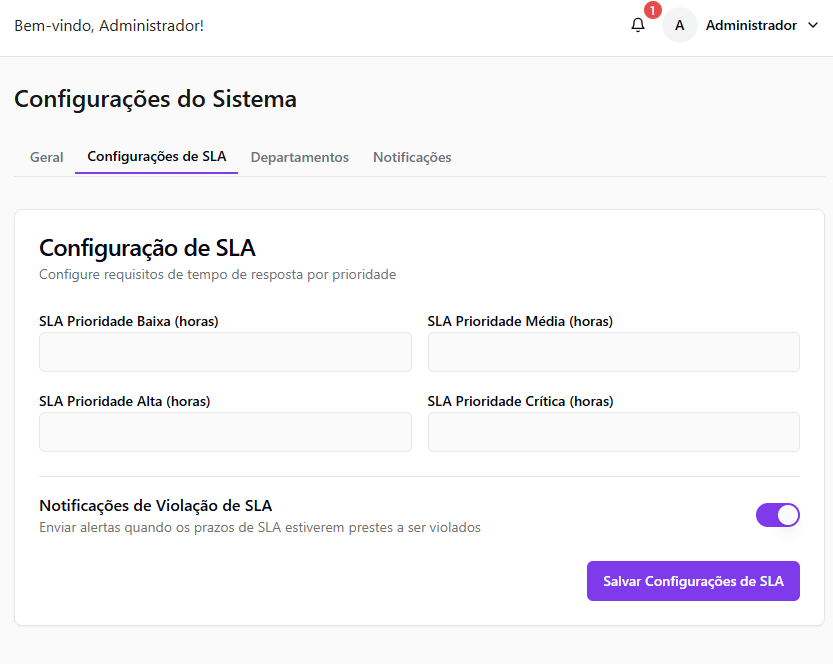 Bem-vindo, Administrador!
1
A
Administrador
Configurações do Sistema
Geral
Configurações de SLA
Departamentos
Notificações
Configuração de SLA
Configure requisitos de tempo de resposta por prioridade
SLA Prioridade Baixa (horas)
SLA Prioridade Média (horas)
SLA Prioridade Alta (horas)
SLA Prioridade Crítica (horas)
Notificações de Violação de SLA
Enviar alertas quando os prazos de SLA estiverem prestes a ser violados
Salvar Configurações de SLA